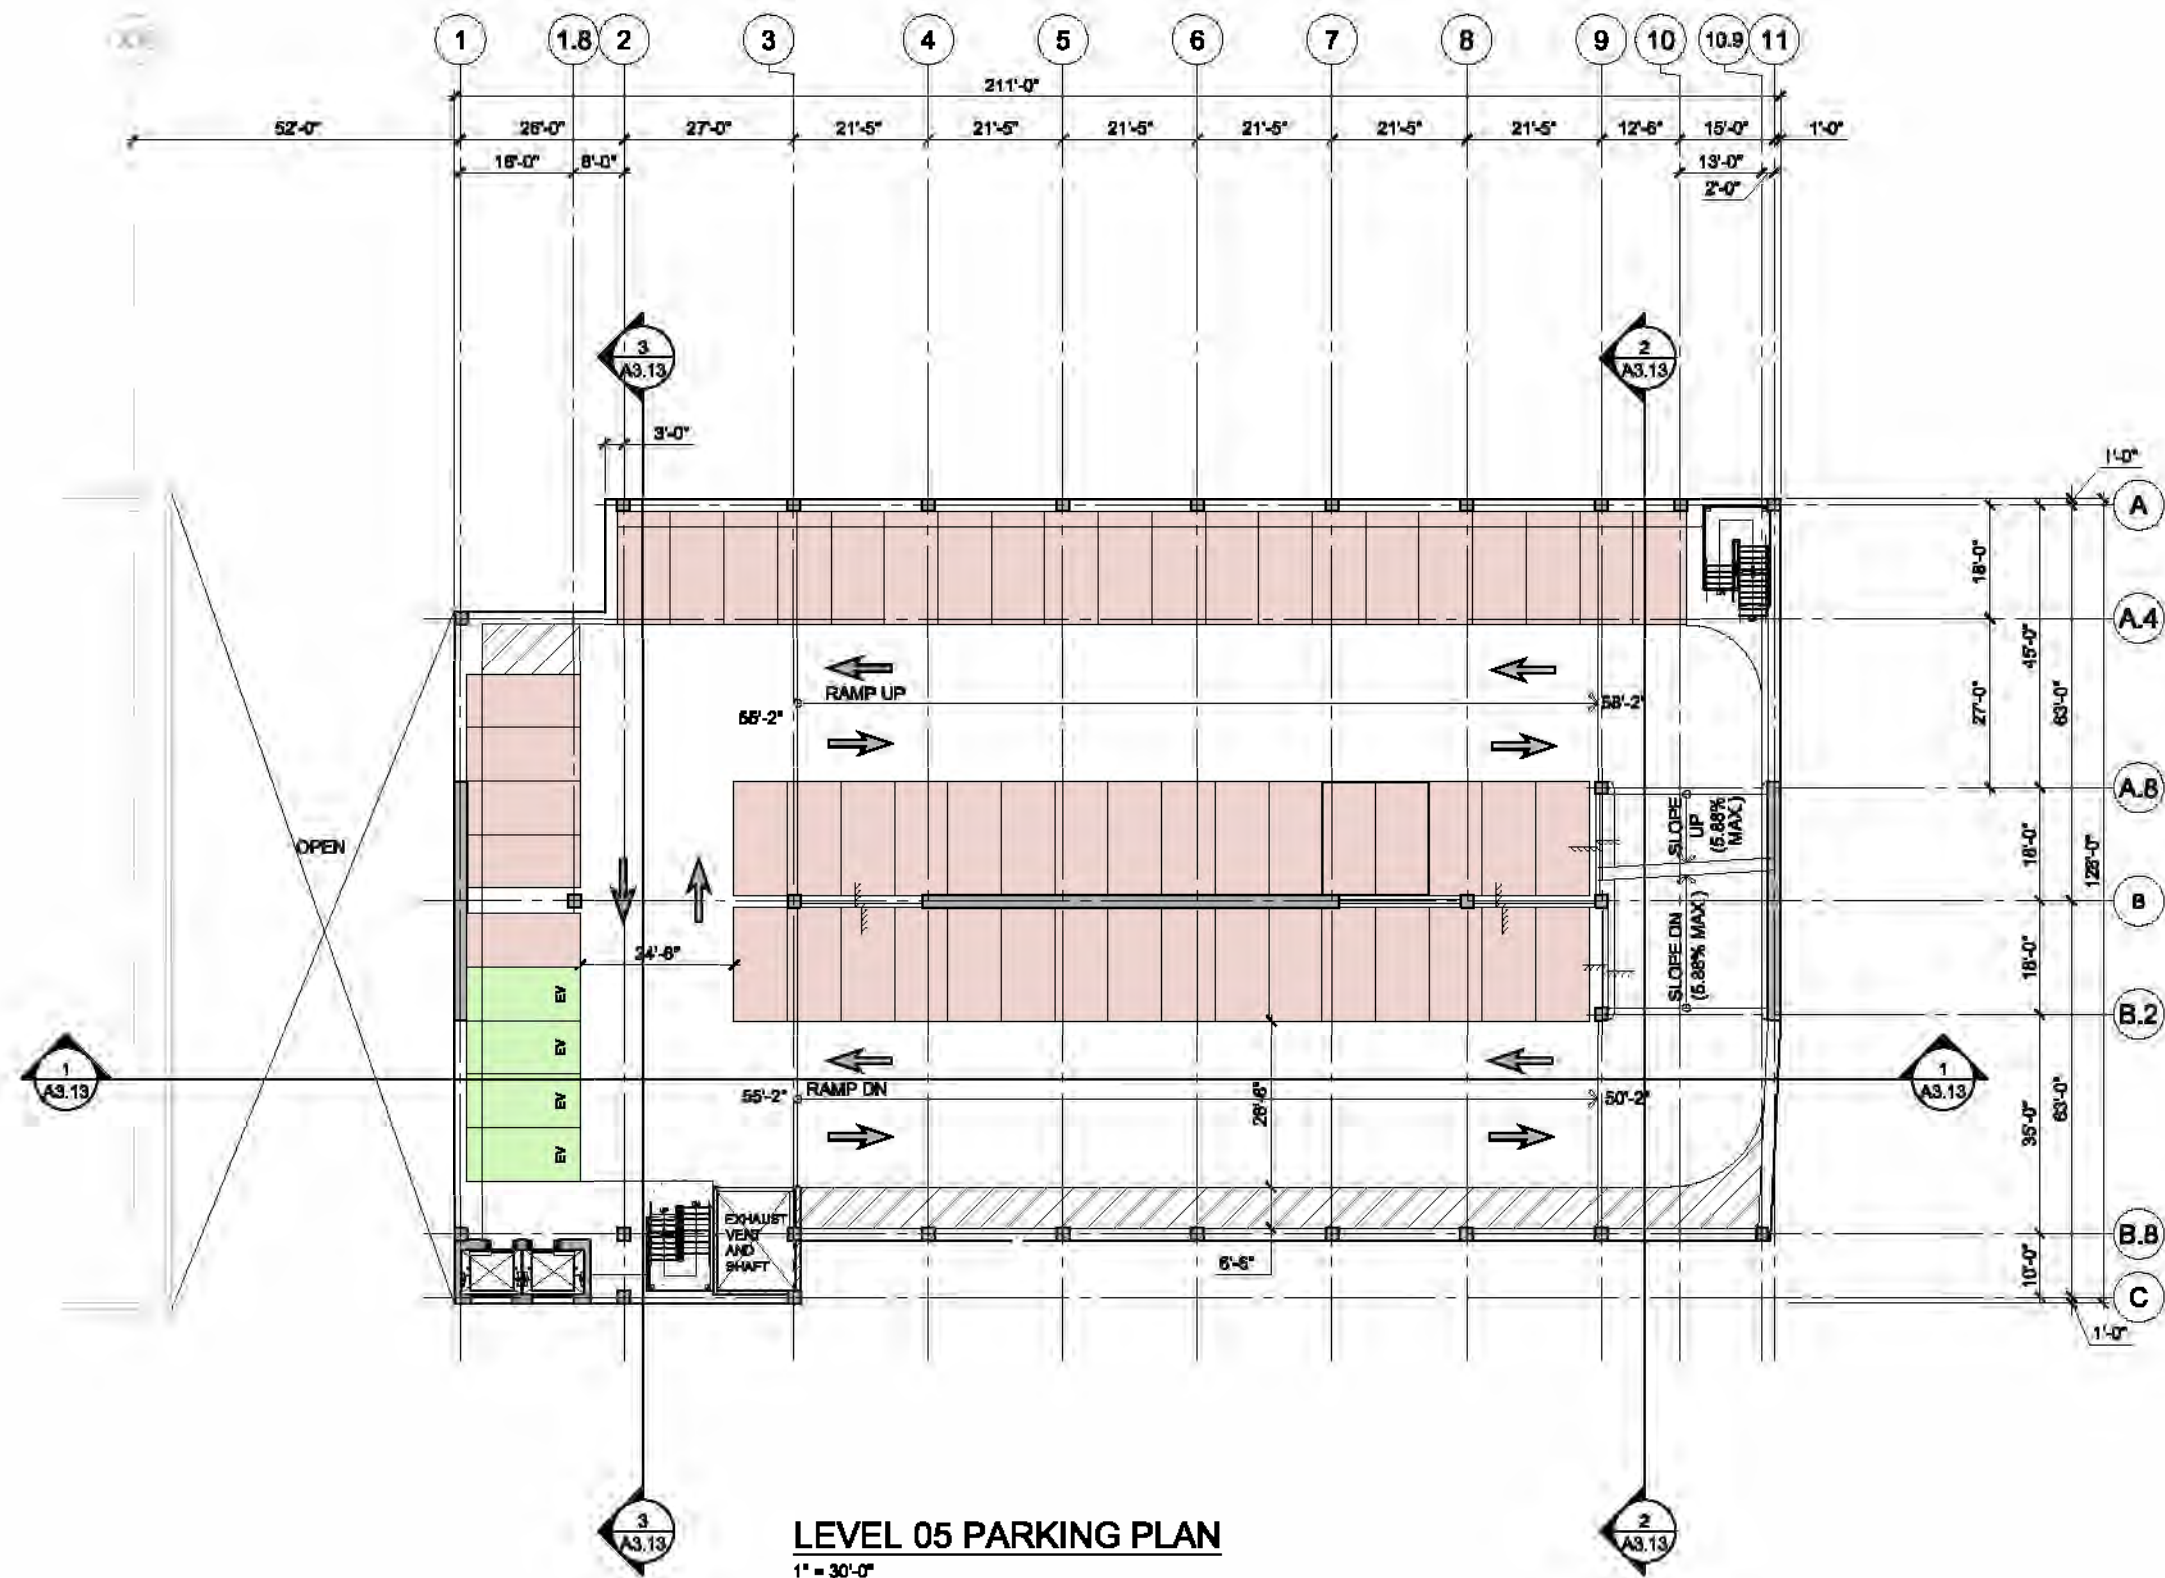 1 1.8 2 3 4 5 6 7 8 9 10 10.9 11
211'-0"
52'-0" 26'-0" 27'-0" 21'-5" 21'-5" 21'-5" 21'-5" 21'-5" 21'-5" 12'-6" 15'-0" 1'-0"
18'-0" 8'-0" 13'-0"
2'-0"
3
A3.13
2
A3.13
3'-0"
1'-0"
A
18'-0"
A.4
45'-0"
27'-0"
63'-0"
RAMP UP
55'-2"
58'-2"
A.8
OPEN
SLOPE
UP
(5.88%
MAX.)
18'-0"
128'-0"
B
SLOPE DN
(5.88% MAX.)
24'-6"
18'-0"
EV
EV
EV
EV
B.2
1
A3.13
1
A3.13
RAMP DN
55'-2"
50'-2"
28'-6"
35'-0"
63'-0"
EXHAUST
VENT
AND
SHAFT
B.8
6'-6"
10'-0"
C
1'-0"
3
A3.13
2
A3.13
LEVEL 05 PARKING PLAN
1" = 30'-0"